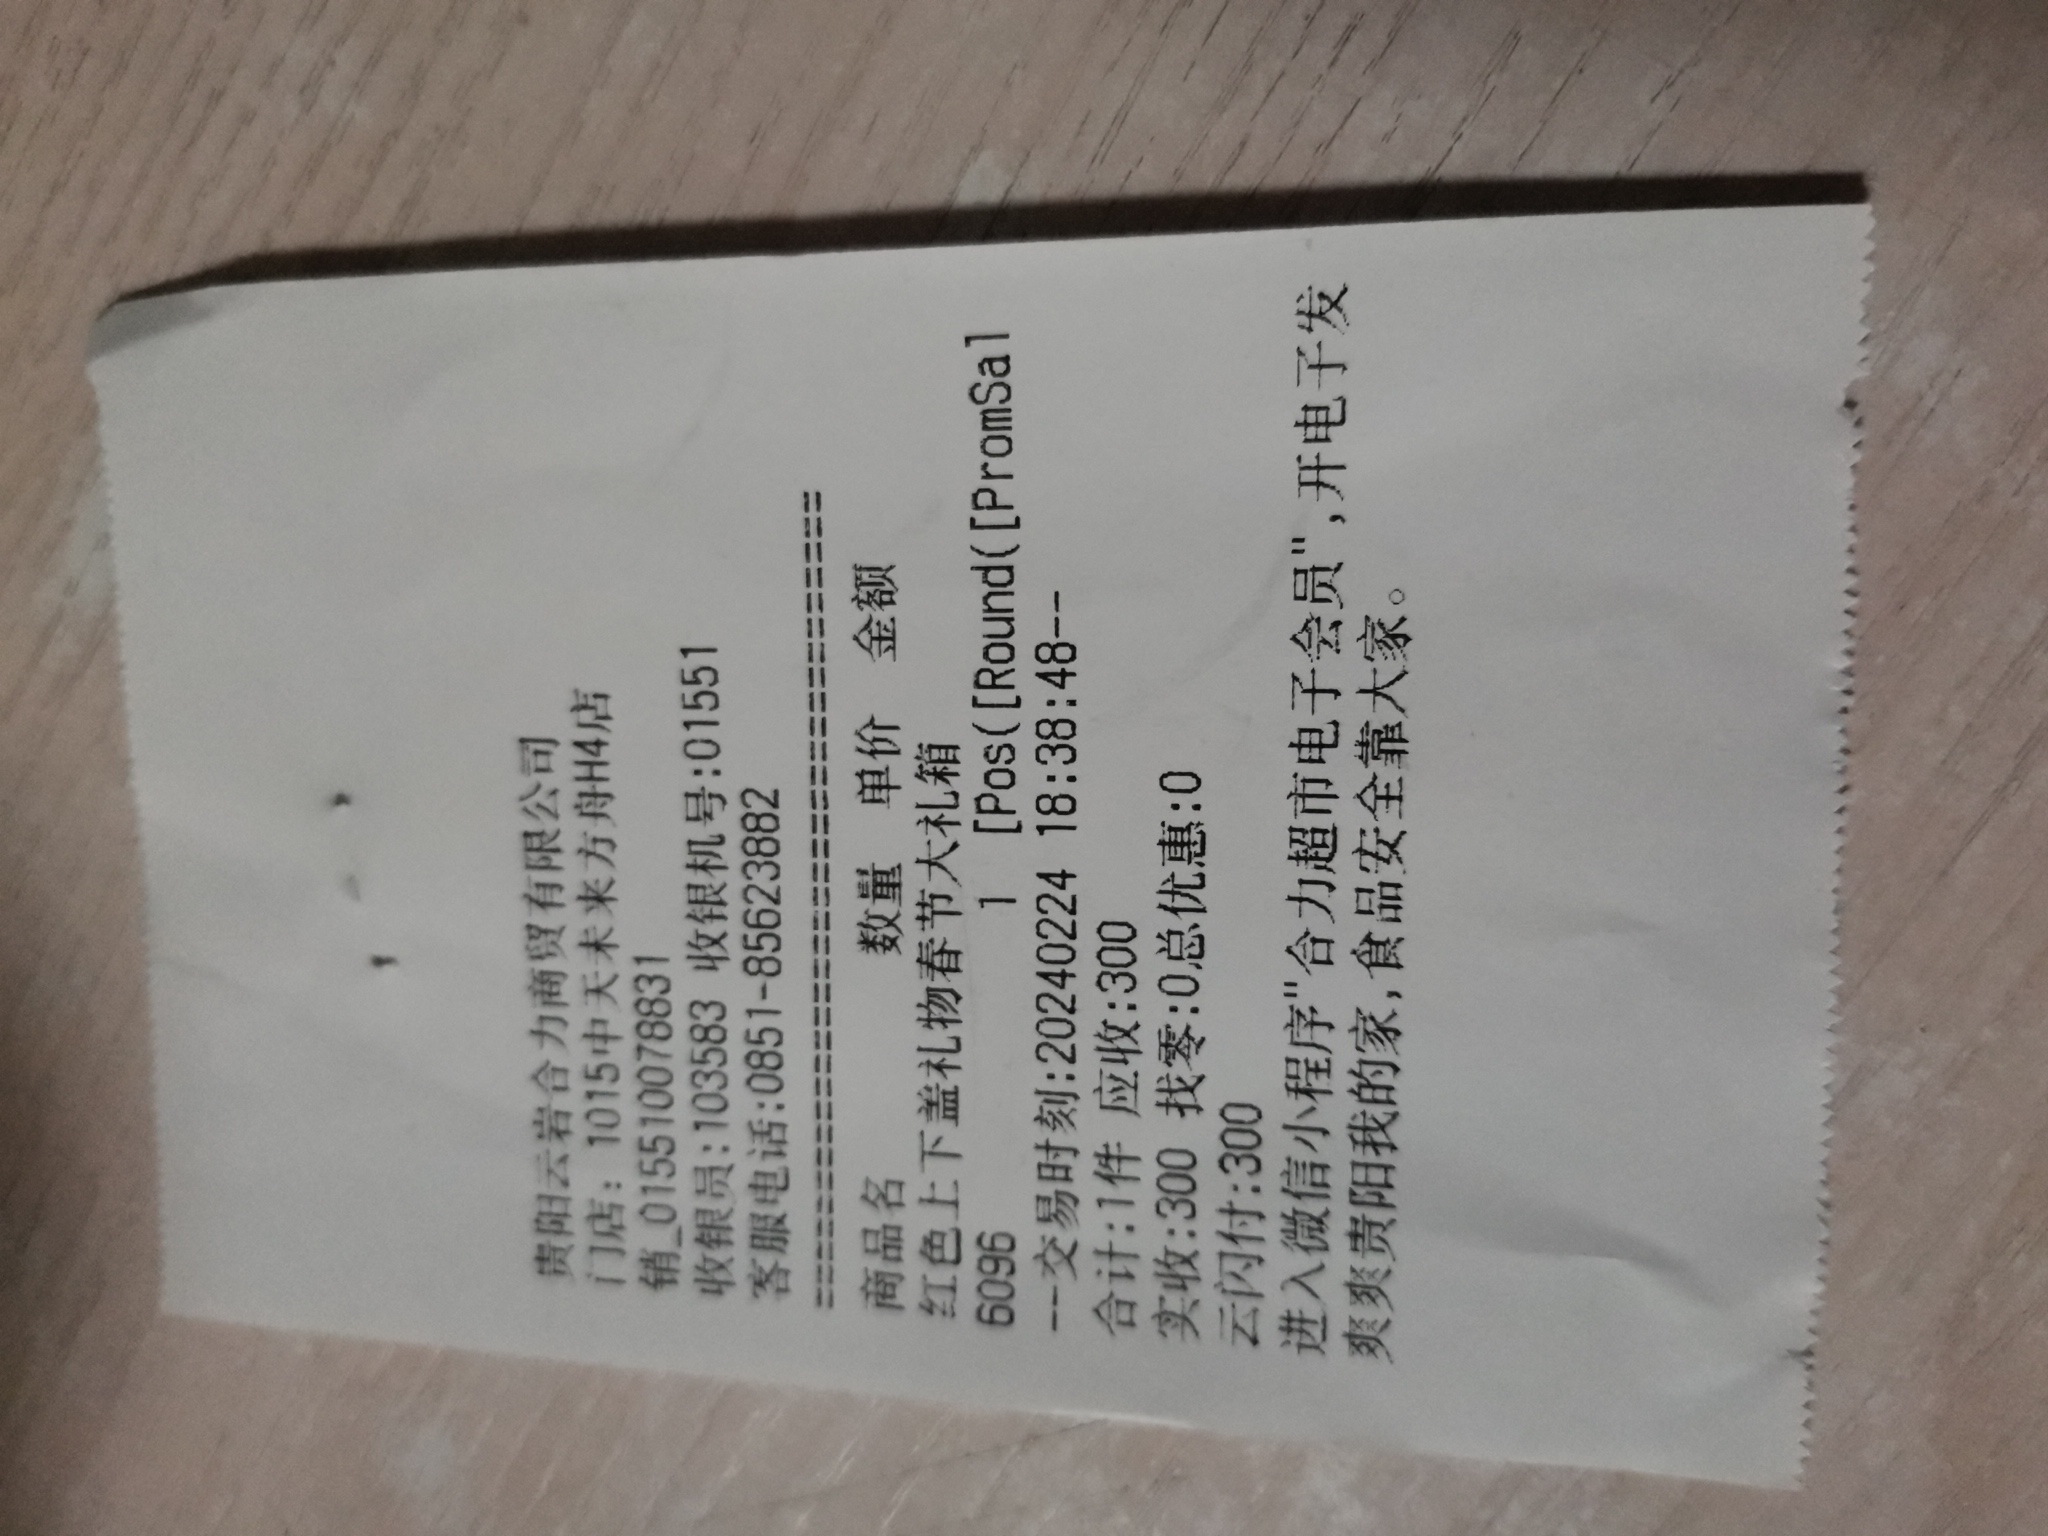 贵阳云岩合力商贸有限公司
门店: 1015中天未来方舟H4店
销_015510078831
收银员:103583 收银机号:01551
客服电话:0851-85623882
========================================
商品名 数量 单价 金额
红色上下盖礼物春节大礼箱
6096 1 [Pos([Round([PromSal
--交易时刻:20240224 18:38:48--
合计:1件 应收:300
实收:300 找零:0总优惠:0
云闪付:300
进入微信小程序"合力超市电子会员",开电子发
爽爽贵阳我的家,食品安全靠大家。